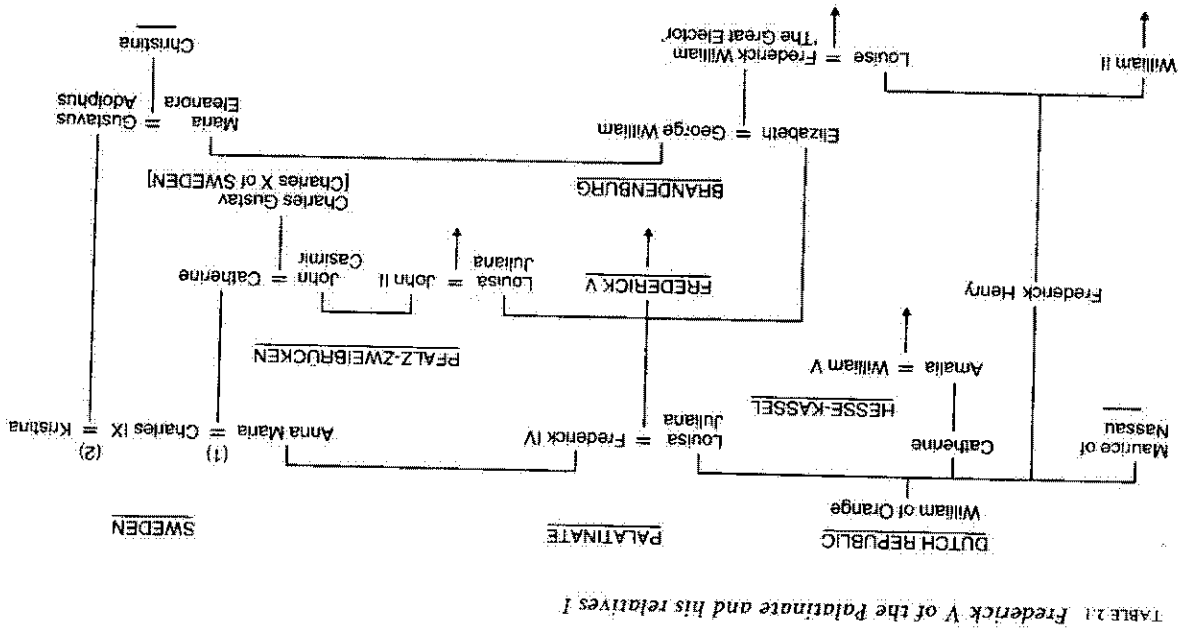 TABLE 2.1 Frederick V of the Palatinate and his relatives I
DUTCH REPUBLIC
PALATINATE
SWEDEN
William of Orange
Maurice of
Nassau
Catherine
Louisa = Frederick IV
Juliana
(1) (2)
Anna Maria = Charles IX = Kristina
HESSE-KASSEL
Amalia = William V
PFALZ-ZWEIBRÜCKEN
Frederick Henry
FREDERICK V
Louisa = John II
Juliana
John = Catherine
Casimir
Charles Gustav
[Charles X of SWEDEN]
BRANDENBURG
Elizabeth = George William
Maria = Gustavus
Eleanora Adolphus
William II
Louise = Frederick William
'The Great Elector'
Christina